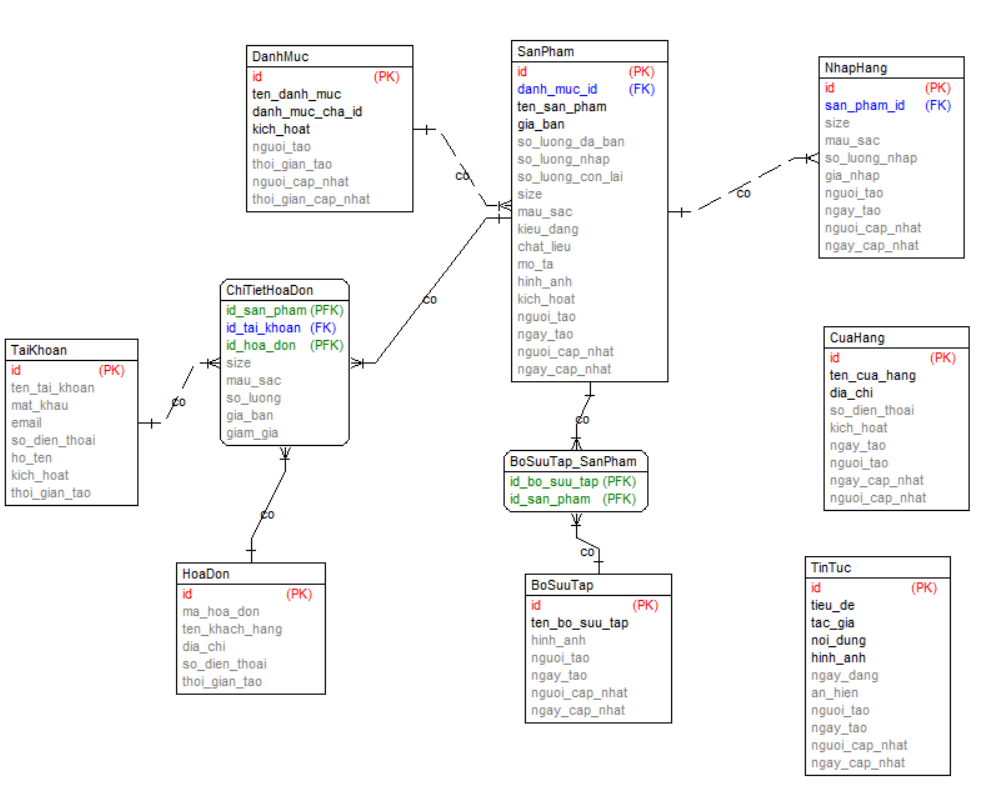 DanhMuc
id (PK)
ten_danh_muc
danh_muc_cha_id
kich_hoat
nguoi_tao
thoi_gian_tao
nguoi_cap_nhat
thoi_gian_cap_nhat
SanPham
id (PK)
danh_muc_id (FK)
ten_san_pham
gia_ban
so_luong_da_ban
so_luong_nhap
so_luong_con_lai
size
mau_sac
kieu_dang
chat_lieu
mo_ta
hinh_anh
kich_hoat
nguoi_tao
ngay_tao
nguoi_cap_nhat
ngay_cap_nhat
NhapHang
id (PK)
san_pham_id (FK)
size
mau_sac
so_luong_nhap
gia_nhap
nguoi_tao
ngay_tao
nguoi_cap_nhat
ngay_cap_nhat
co
co
co
ChiTietHoaDon
id_san_pham (PFK)
id_tai_khoan (FK)
id_hoa_don (PFK)
size
mau_sac
so_luong
gia_ban
giam_gia
TaiKhoan
id (PK)
ten_tai_khoan
mat_khau
email
so_dien_thoai
ho_ten
kich_hoat
thoi_gian_tao
co
CuaHang
id (PK)
ten_cua_hang
dia_chi
so_dien_thoai
kich_hoat
ngay_tao
nguoi_tao
ngay_cap_nhat
nguoi_cap_nhat
co
BoSuuTap_SanPham
id_bo_suu_tap (PFK)
id_san_pham (PFK)
co
co
HoaDon
id (PK)
ma_hoa_don
ten_khach_hang
dia_chi
so_dien_thoai
thoi_gian_tao
BoSuuTap
id (PK)
ten_bo_suu_tap
hinh_anh
nguoi_tao
ngay_tao
nguoi_cap_nhat
ngay_cap_nhat
TinTuc
id (PK)
tieu_de
tac_gia
noi_dung
hinh_anh
ngay_dang
an_hien
nguoi_tao
ngay_tao
nguoi_cap_nhat
ngay_cap_nhat